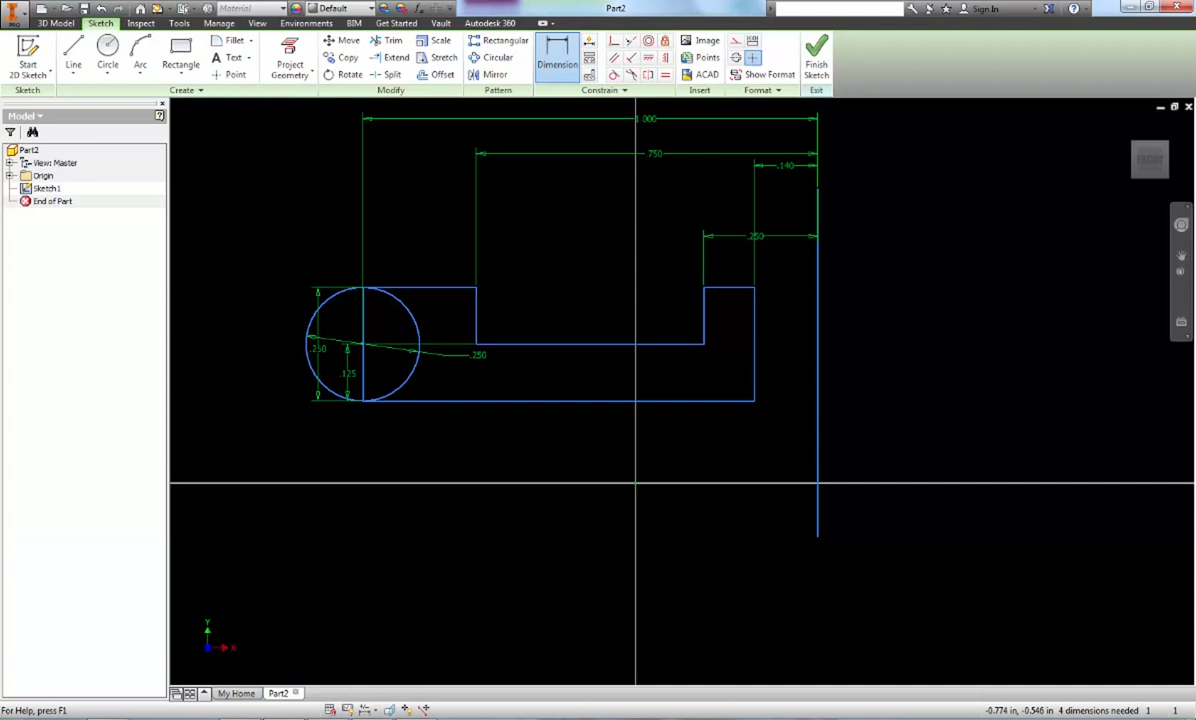 Material
Default
Part2
Sign In
PRO
3D Model
Sketch
Inspect
Tools
Manage
View
Environments
BIM
Get Started
Vault
Autodesk 360
Start
2D Sketch
Line
Circle
Arc
Rectangle
Fillet
Text
Point
Project
Geometry
Move
Copy
Rotate
Trim
Extend
Split
Scale
Stretch
Offset
Rectangular
Circular
Mirror
Dimension
Image
Points
ACAD
Show Format
Finish
Sketch
Sketch
Create
Modify
Pattern
Constrain
Insert
Format
Exit
Model
Part2
View: Master
Origin
Sketch1
End of Part
1.000
.750
.140
.250
.250
.125
.250
FRONT
Y
X
My Home
Part2
For Help, press F1
-0.774 in, -0.546 in 4 dimensions needed 1 1